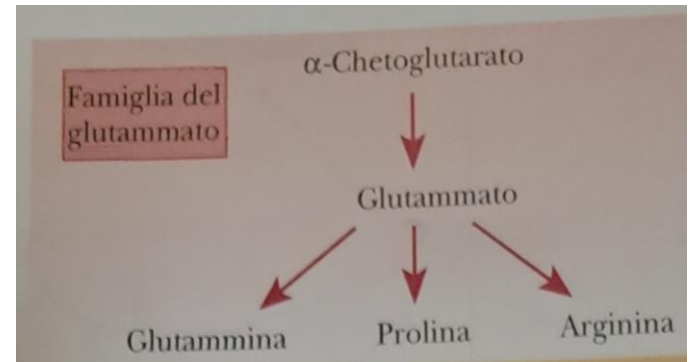 α-Chetoglutarato
Famiglia del
glutammato
Glutammato
Glutammina
Prolina
Arginina